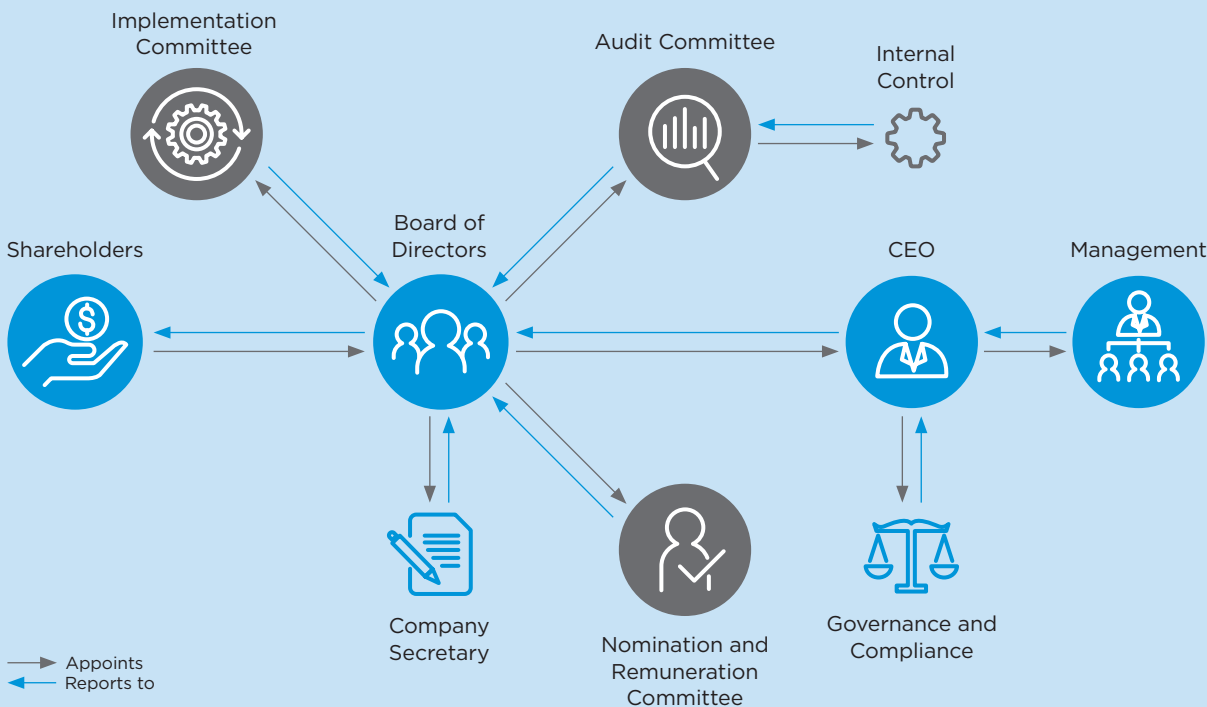 Implementation
Committee
Audit Committee
Internal
Control
Shareholders
Board of
Directors
CEO
Management
$
Company
Secretary
Nomination and
Remuneration
Committee
Governance and
Compliance
Appoints
Reports to